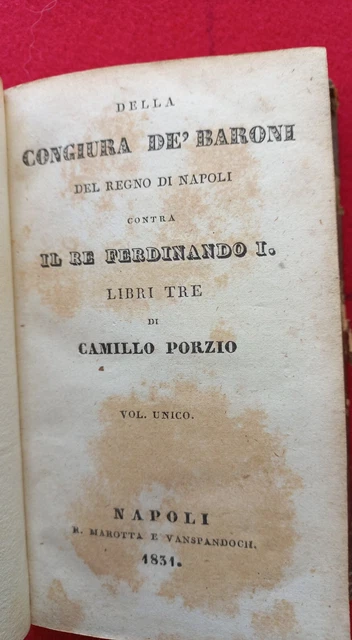 DELLA
CONGIURA DE' BARONI
DEL REGNO DI NAPOLI
CONTRA
IL RE FERDINANDO I.
LIBRI TRE
DI
CAMILLO PORZIO
VOL. UNICO.
NAPOLI
R. MAROTTA E VANSPANDOCH.
1831.